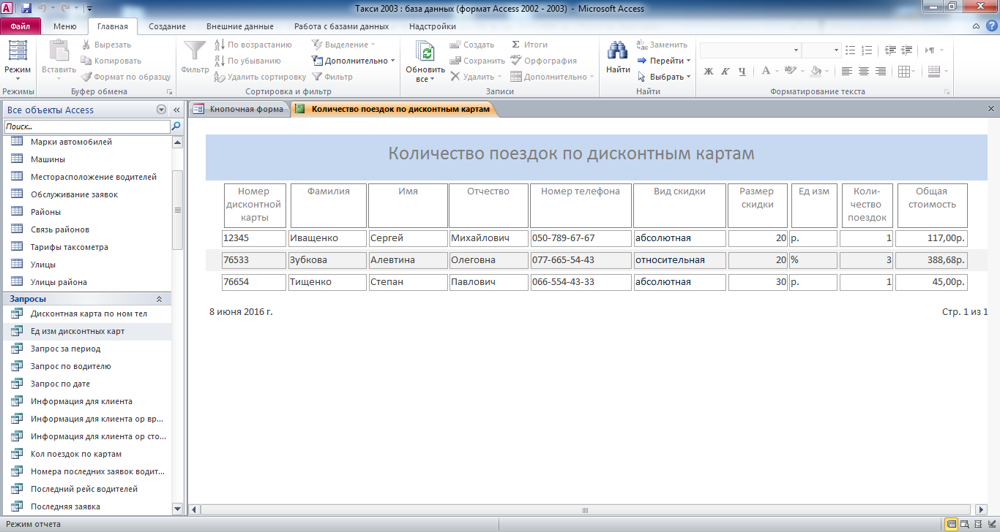 Такси 2003 : база данных (формат Access 2002 - 2003) - Microsoft Access
Файл Меню Главная Создание Внешние данные Работа с базами данных Надстройки
Режим
Режимы
Вставить
Вырезать
Копировать
Формат по образцу
Буфер обмена
Фильтр
По возрастанию
По убыванию
Удалить сортировку
Выделение
Дополнительно
Фильтр
Сортировка и фильтр
Обновить
все
Создать
Сохранить
Удалить
Итоги
Орфография
Дополнительно
Записи
Найти
Заменить
Перейти
Выбрать
Найти
Ж К Ч А
Форматирование текста
Все объекты Access
Поиск...
Марки автомобилей
Машины
Месторасположение водителей
Обслуживание заявок
Районы
Связь районов
Тарифы таксометра
Улицы
Улицы района
Запросы
Дисконтная карта по ном тел
Ед изм дисконтных карт
Запрос за период
Запрос по водителю
Запрос по дате
Информация для клиента
Информация для клиента ор вр...
Информация для клиента ор сто...
Кол поездок по картам
Номера последних заявок водит...
Последний рейс водителей
Последняя заявка
Кнопочная форма Количество поездок по дисконтным картам
Количество поездок по дисконтным картам
Номер
дисконтной
карты
Фамилия
Имя
Отчество
Номер телефона
Вид скидки
Размер
скидки
Ед изм
Коли-
чество
поездок
Общая
стоимость
12345 Иващенко Сергей Михайлович 050-789-67-67 абсолютная 20 р. 1 117,00р.
76533 Зубкова Алевтина Олеговна 077-665-54-43 относительная 20 % 3 388,68р.
76654 Тищенко Степан Павлович 066-554-43-33 абсолютная 30 р. 1 45,00р.
8 июня 2016 г. Стр. 1 из 1
Режим отчета